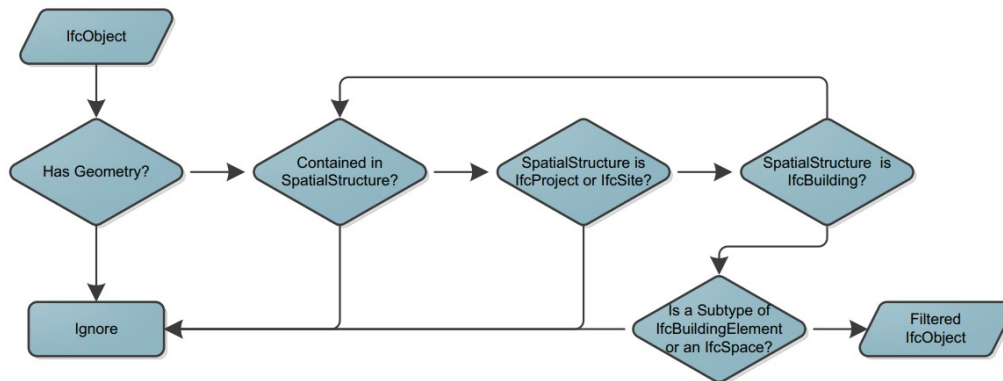 IfcObject
Has Geometry?
Contained in
SpatialStructure?
SpatialStructure is
IfcProject or IfcSite?
SpatialStructure is
IfcBuilding?
Ignore
Is a Subtype of
IfcBuildingElement
or an IfcSpace?
Filtered
IfcObject